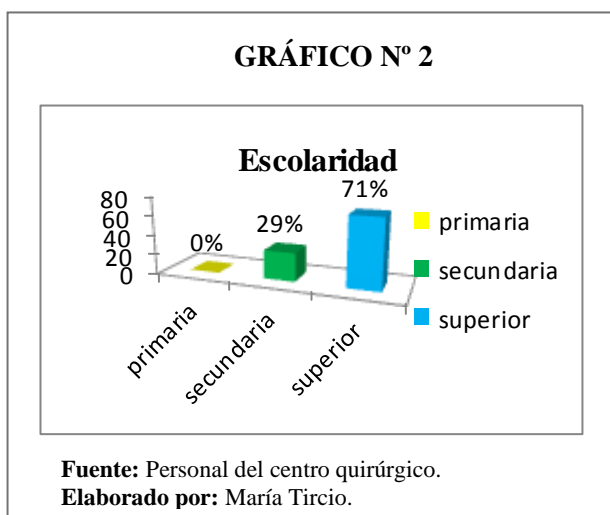 GRÁFICO Nº 2
Escolaridad
80
60
40
20
0
0%
29%
71%
primaria
secundaria
superior
primaria
secundaria
superior
Fuente: Personal del centro quirúrgico.
Elaborado por: María Tircio.